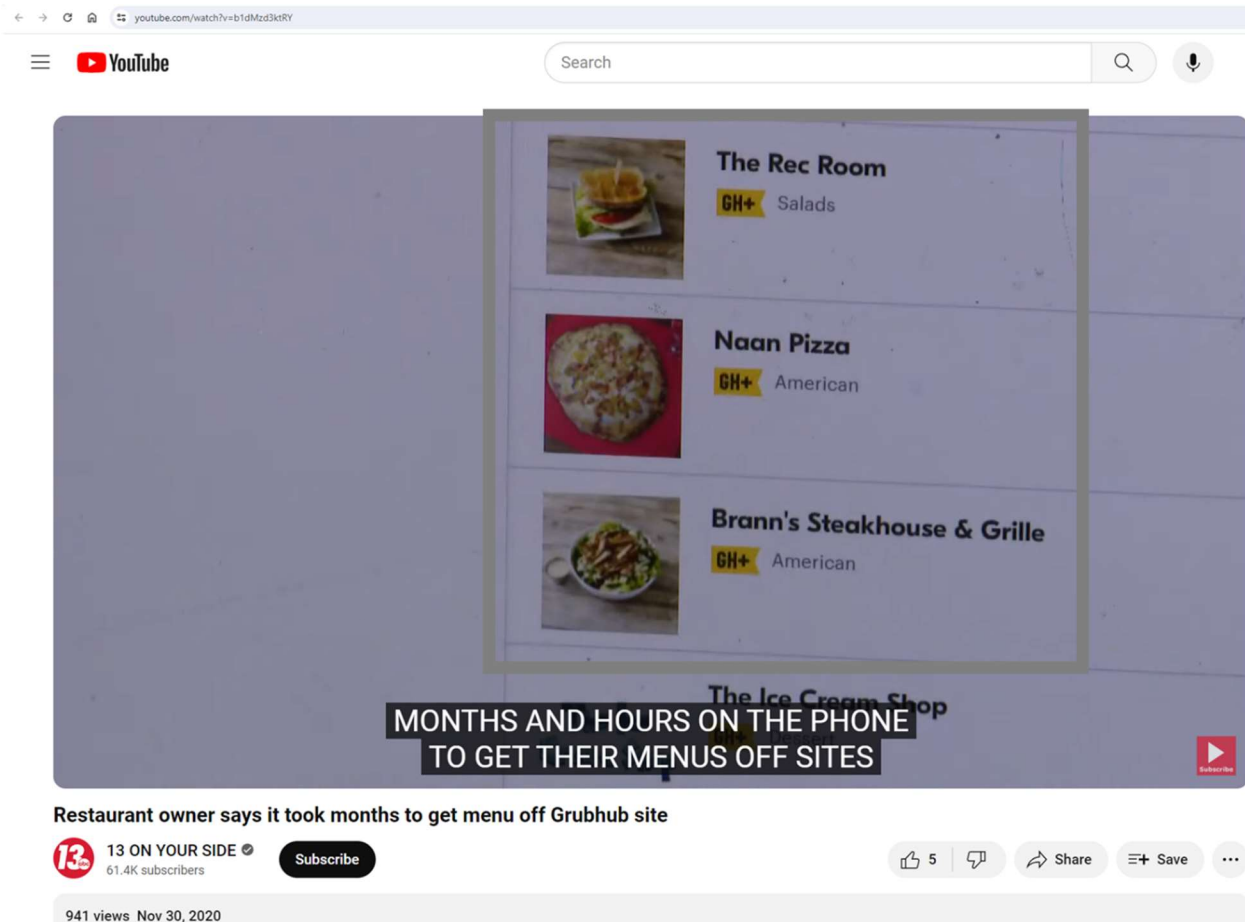 youtube.com/watch?v=b1dMzd3ktRY
YouTube
Search
The Rec Room
GH+ Salads
Naan Pizza
GH+ American
Brann's Steakhouse & Grille
GH+ American
The Ice Cream Shop
GH+ Dessert
MONTHS AND HOURS ON THE PHONE
TO GET THEIR MENUS OFF SITES
Subscribe
Restaurant owner says it took months to get menu off Grubhub site
13 ON YOUR SIDE
61.4K subscribers
Subscribe
5
Share
Save
941 views Nov 30, 2020